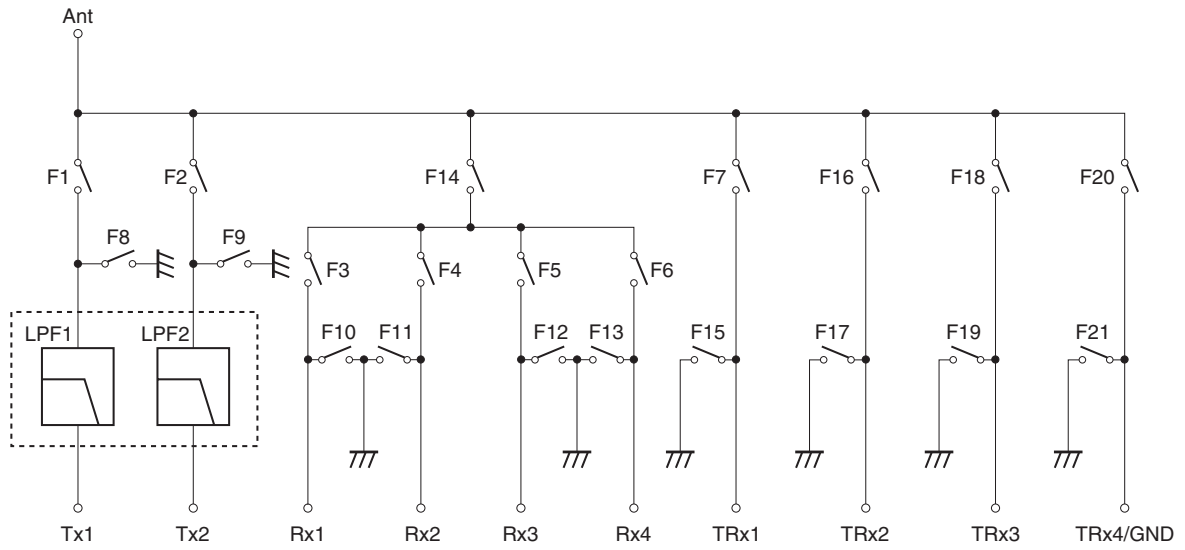 Ant
F1
F2
F14
F7
F16
F18
F20
F8
F9
F3
F4
F5
F6
LPF1
LPF2
F10
F11
F12
F13
F15
F17
F19
F21
Tx1
Tx2
Rx1
Rx2
Rx3
Rx4
TRx1
TRx2
TRx3
TRx4/GND